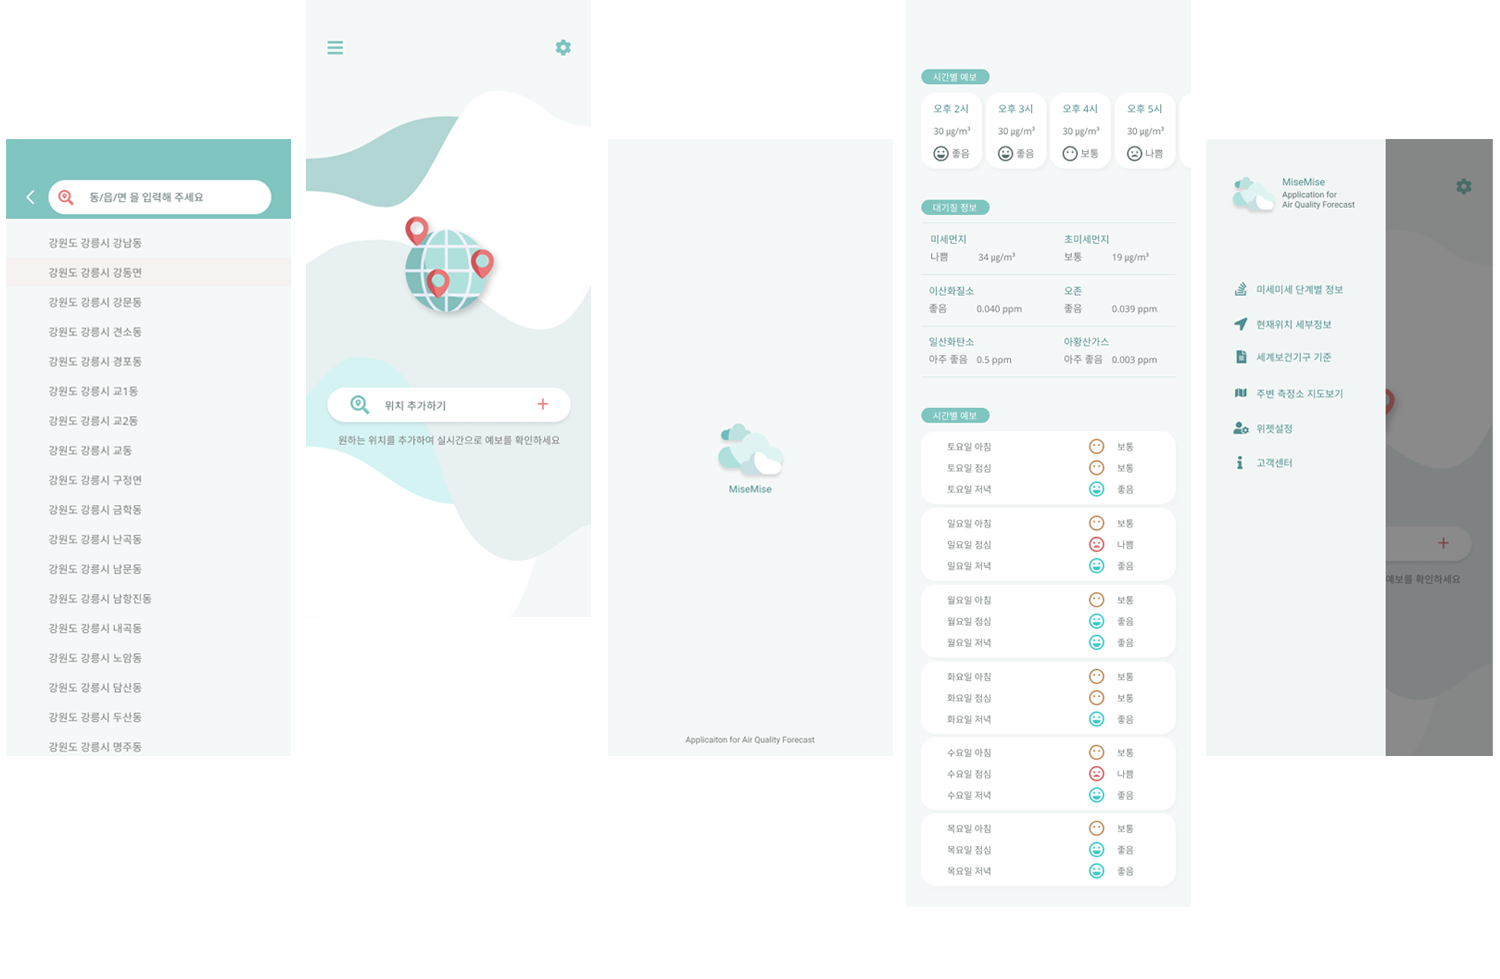 동/읍/면 을 입력해 주세요
강원도 강릉시 강남동
강원도 강릉시 강동면
강원도 강릉시 강문동
강원도 강릉시 견소동
강원도 강릉시 경포동
강원도 강릉시 교1동
강원도 강릉시 교2동
강원도 강릉시 교동
강원도 강릉시 구정면
강원도 강릉시 금학동
강원도 강릉시 난곡동
강원도 강릉시 남문동
강원도 강릉시 남항진동
강원도 강릉시 내곡동
강원도 강릉시 노암동
강원도 강릉시 담산동
강원도 강릉시 두산동
강원도 강릉시 명주동
위치 추가하기
원하는 위치를 추가하여 실시간으로 예보를 확인하세요
MiseMise
Applicaiton for Air Quality Forecast
시간별 예보
오후 2시 오후 3시 오후 4시 오후 5시
30 µg/m³ 30 µg/m³ 30 µg/m³ 30 µg/m³
좋음 좋음 보통 나쁨
대기질 정보
미세먼지 초미세먼지
나쁨 34 µg/m³ 보통 19 µg/m³
이산화질소 오존
좋음 0.040 ppm 좋음 0.039 ppm
일산화탄소 아황산가스
아주 좋음 0.5 ppm 아주 좋음 0.003 ppm
시간별 예보
토요일 아침 보통
토요일 점심 보통
토요일 저녁 좋음
일요일 아침 보통
일요일 점심 나쁨
일요일 저녁 좋음
월요일 아침 보통
월요일 점심 좋음
월요일 저녁 좋음
화요일 아침 보통
화요일 점심 보통
화요일 저녁 좋음
수요일 아침 보통
수요일 점심 나쁨
수요일 저녁 좋음
목요일 아침 보통
목요일 점심 좋음
목요일 저녁 좋음
MiseMise
Application for
Air Quality Forecast
미세미세 단계별 정보
현재위치 세부정보
세계보건기구 기준
주변 측정소 지도보기
위젯설정
고객센터
예보를 확인하세요